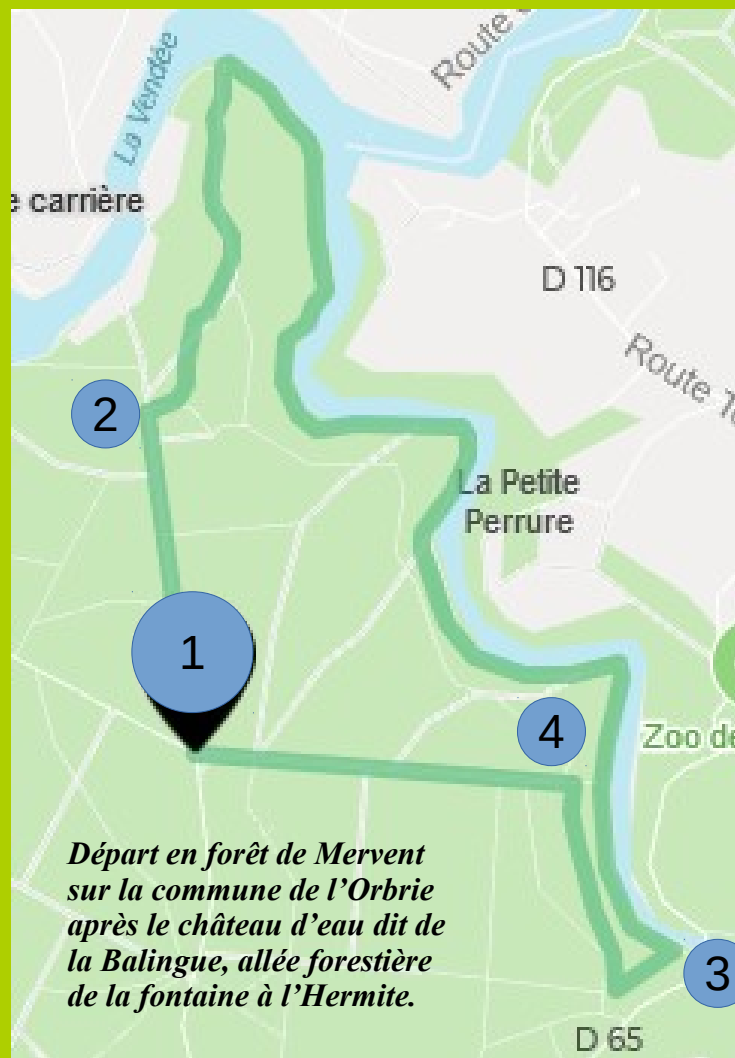 Route
La Vendée
carrière
D 116
Route
2
La Petite
Perrure
1
4
Zoo de
Départ en forêt de Mervent
sur la commune de l’Orbrie
après le château d’eau dit de
la Balingue, allée forestière
de la fontaine à l’Hermite.
3
D 65